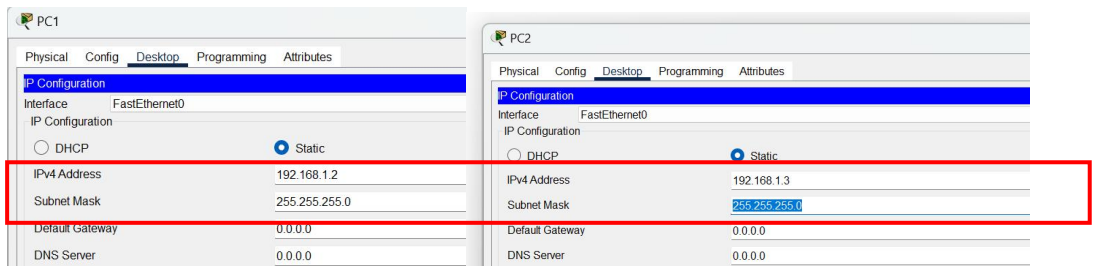 PC1
Physical Config Desktop Programming Attributes
IP Configuration
Interface FastEthernet0
IP Configuration
DHCP Static
IPv4 Address 192.168.1.2
Subnet Mask 255.255.255.0
Default Gateway 0.0.0.0
DNS Server 0.0.0.0
PC2
Physical Config Desktop Programming Attributes
IP Configuration
Interface FastEthernet0
IP Configuration
DHCP Static
IPv4 Address 192.168.1.3
Subnet Mask 255.255.255.0
Default Gateway 0.0.0.0
DNS Server 0.0.0.0